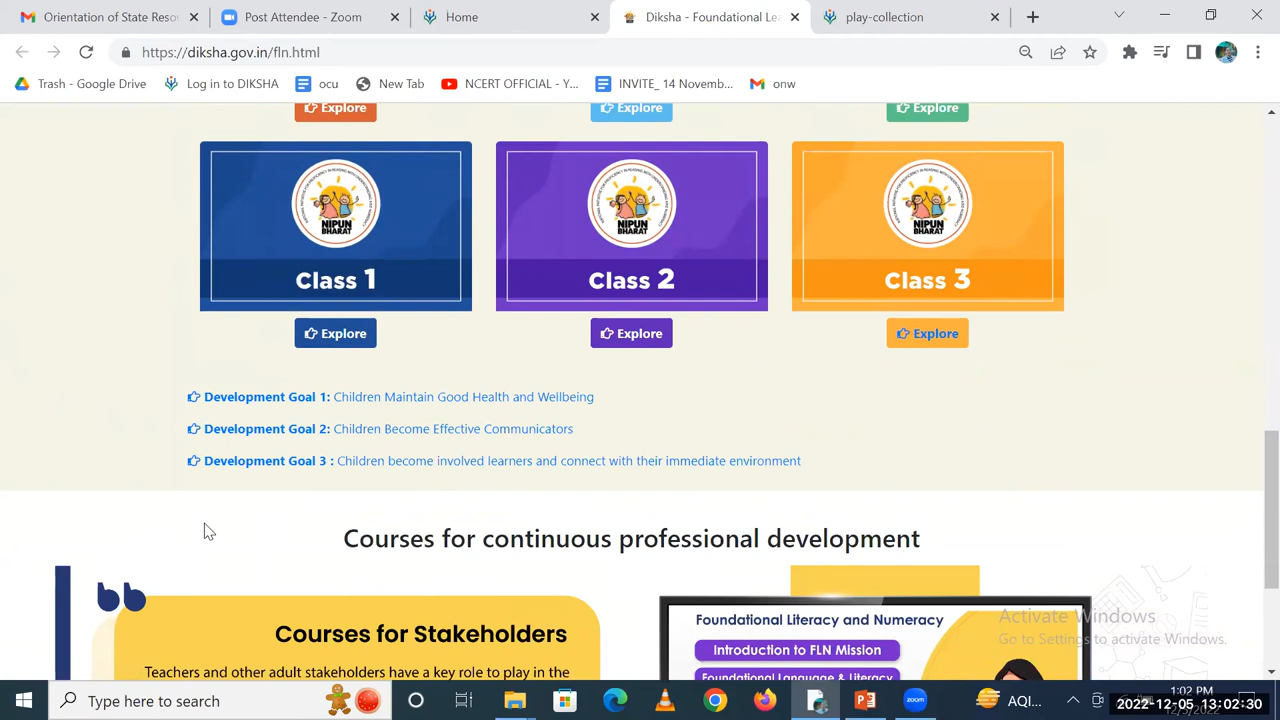 Orientation of State Reso
Post Attendee - Zoom
Home
Diksha - Foundational Le
play-collection
https://diksha.gov.in/fln.html
Trash - Google Drive
Log in to DIKSHA
ocu
New Tab
NCERT OFFICIAL - Y...
INVITE_ 14 Novemb...
onw
Explore
Explore
Explore
NIPUN BHARAT
Class 1
NIPUN BHARAT
Class 2
NIPUN BHARAT
Class 3
Explore
Explore
Explore
Development Goal 1: Children Maintain Good Health and Wellbeing
Development Goal 2: Children Become Effective Communicators
Development Goal 3 : Children become involved learners and connect with their immediate environment
Courses for continuous professional development
Courses for Stakeholders
Teachers and other adult stakeholders have a key role to play in the
Foundational Literacy and Numeracy
Introduction to FLN Mission
Foundational Language & Literacy
Activate Windows
Go to Settings to activate Windows.
Type here to search
AQI...
1:02 PM
2022-12-05 13:02:30